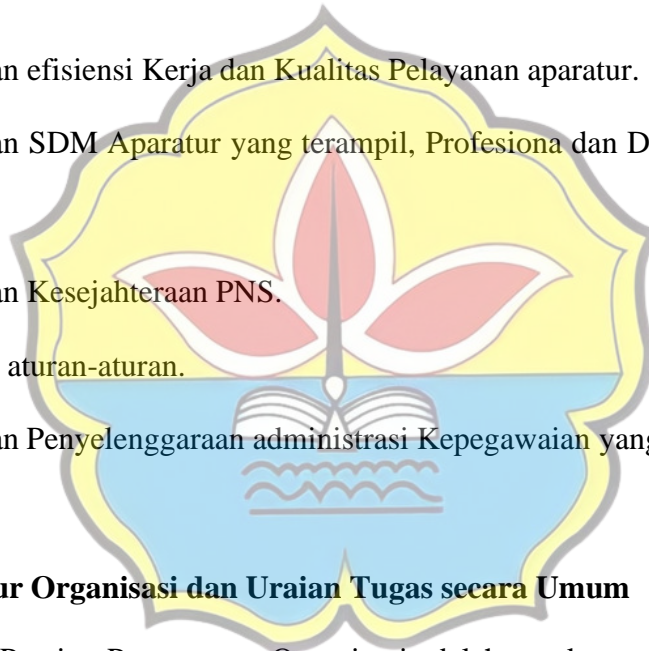 an efisiensi Kerja dan Kualitas Pelayanan aparatur.
an SDM Aparatur yang terampil, Profesiona dan D
an Kesejahteraan PNS.
aturan-aturan.
an Penyelenggaraan administrasi Kepegawaian yang
ur Organisasi dan Uraian Tugas secara Umum